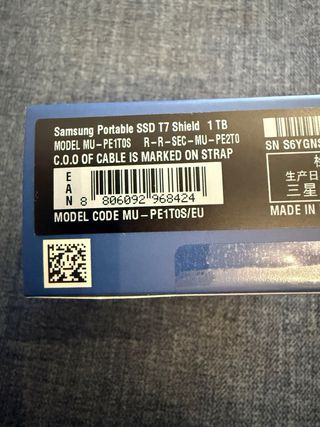 Samsung Portable SSD T7 Shield 1 TB
MODEL MU-PE1T0S R-R-SEC-MU-PE2T0
C.O.O OF CABLE IS MARKED ON STRAP
EAN
8 806092 968424
MODEL CODE MU-PE1T0S/EU
SN S6YGNS
生产日
三星
MADE IN